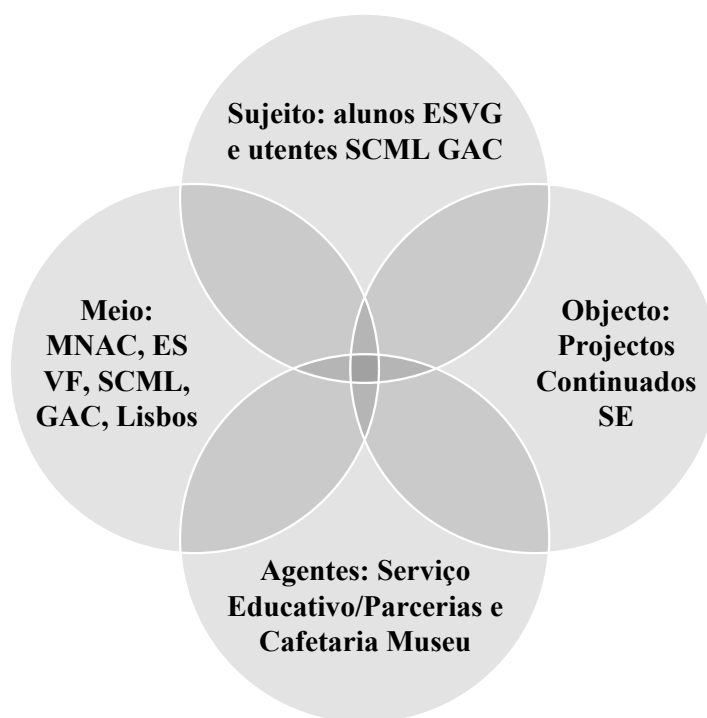 Sujeito: alunos ESVG
e utentes SCML GAC
Meio:
MNAC, ES
VF, SCML,
GAC, Lisbos
Objecto:
Projectos
Continuados
SE
Agentes: Serviço
Educativo/Parcerias e
Cafetaria Museu